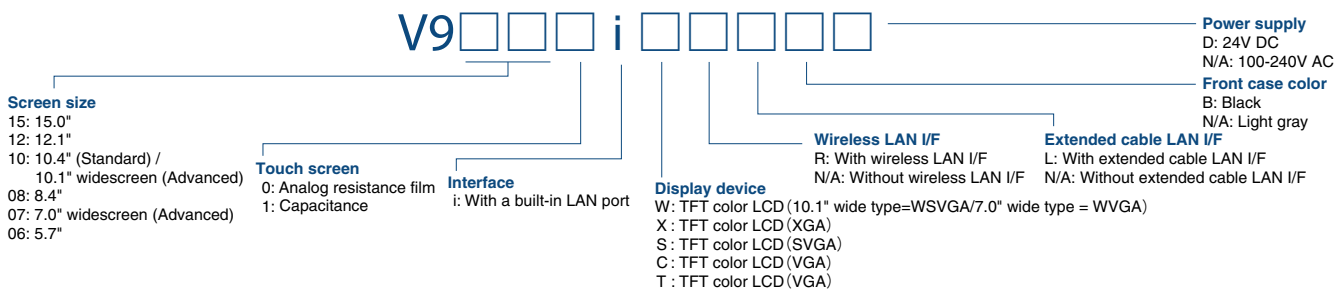 V9□□□ i □□□□□
Power supply
D: 24V DC
N/A: 100-240V AC
Front case color
B: Black
N/A: Light gray
Extended cable LAN I/F
L: With extended cable LAN I/F
N/A: Without extended cable LAN I/F
Wireless LAN I/F
R: With wireless LAN I/F
N/A: Without wireless LAN I/F
Display device
W: TFT color LCD(10.1" wide type=WSVGA/7.0" wide type = WVGA)
X : TFT color LCD(XGA)
S : TFT color LCD(SVGA)
C : TFT color LCD(VGA)
T : TFT color LCD(VGA)
Interface
i: With a built-in LAN port
Touch screen
0: Analog resistance film
1: Capacitance
Screen size
15: 15.0"
12: 12.1"
10: 10.4" (Standard) /
10.1" widescreen (Advanced)
08: 8.4"
07: 7.0" widescreen (Advanced)
06: 5.7"